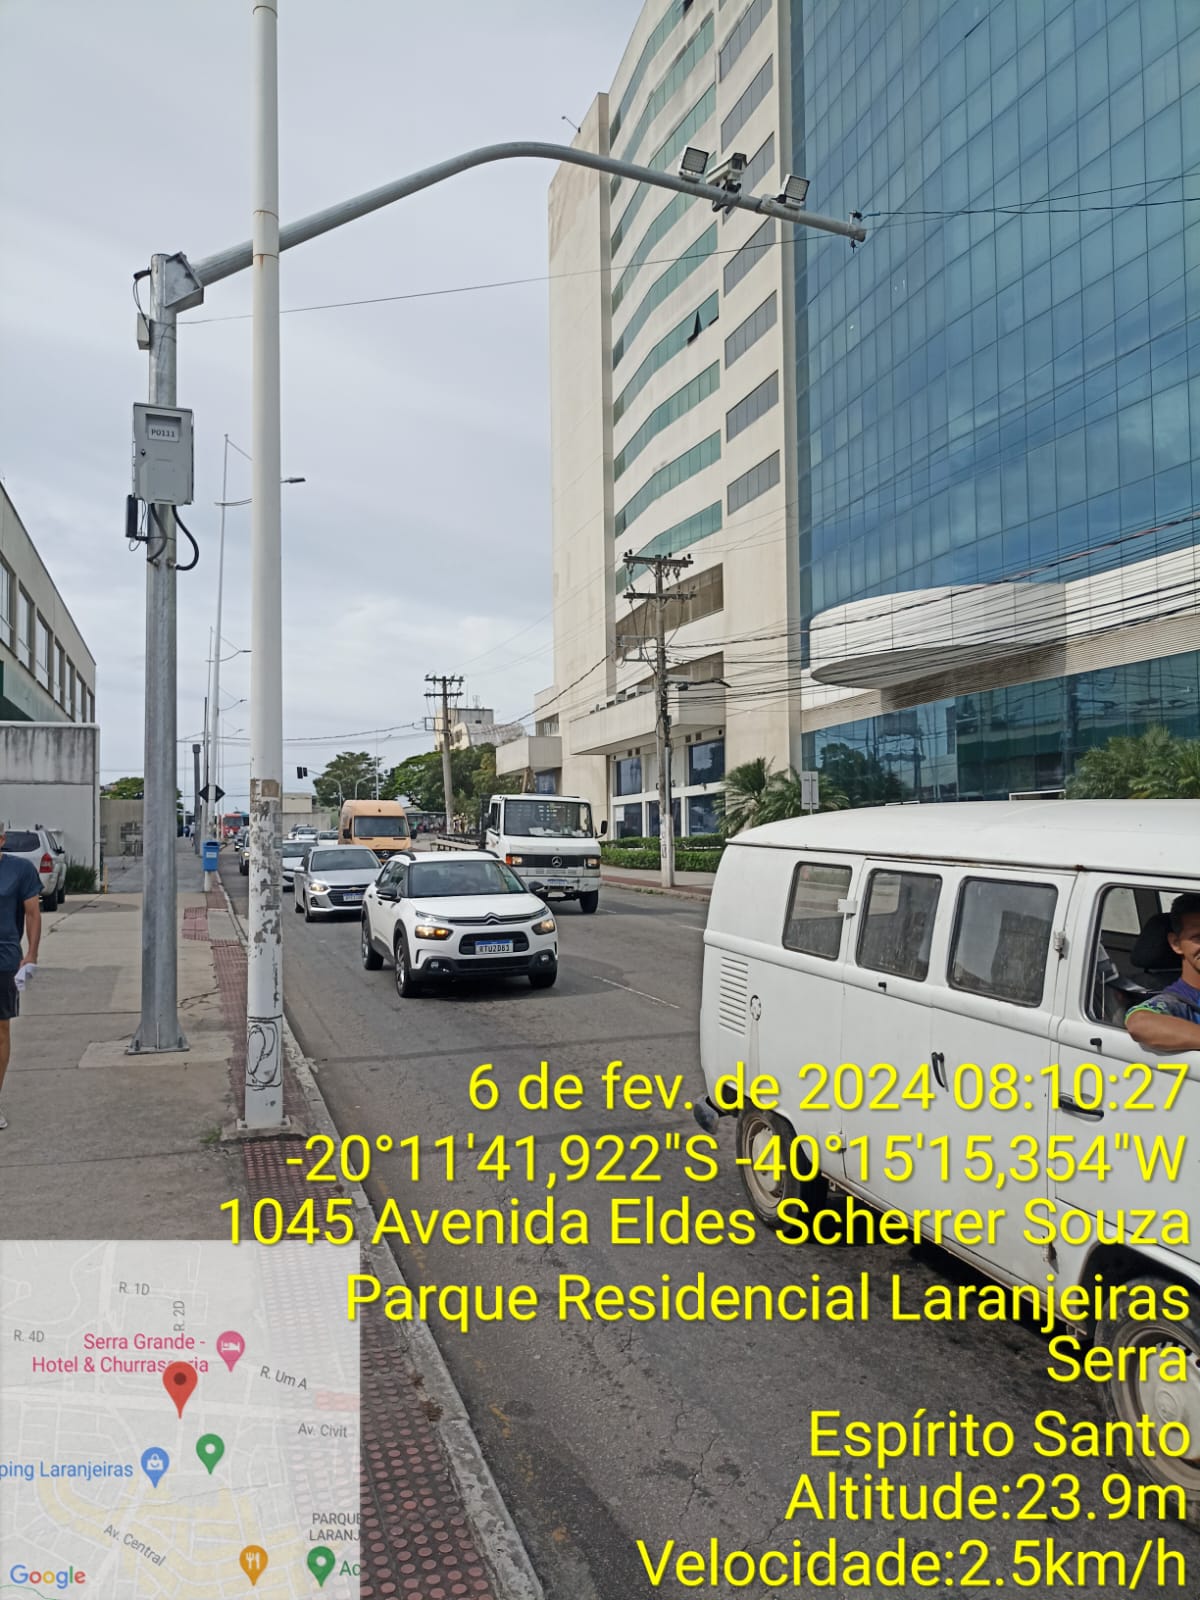 P0111
RTU2D63
6 de fev. de 2024 08:10:27
-20°11'41,922"S -40°15'15,354"W
1045 Avenida Eldes Scherrer Souza
Parque Residencial Laranjeiras
Serra
Espírito Santo
Altitude:23.9m
Velocidade:2.5km/h
R. 1D
R. 2D
R. 4D
Serra Grande -
Hotel & Churrascaria
R. Um A
Av. Civit
ping Laranjeiras
Av. Central
PARQUE
LARANJ
Google